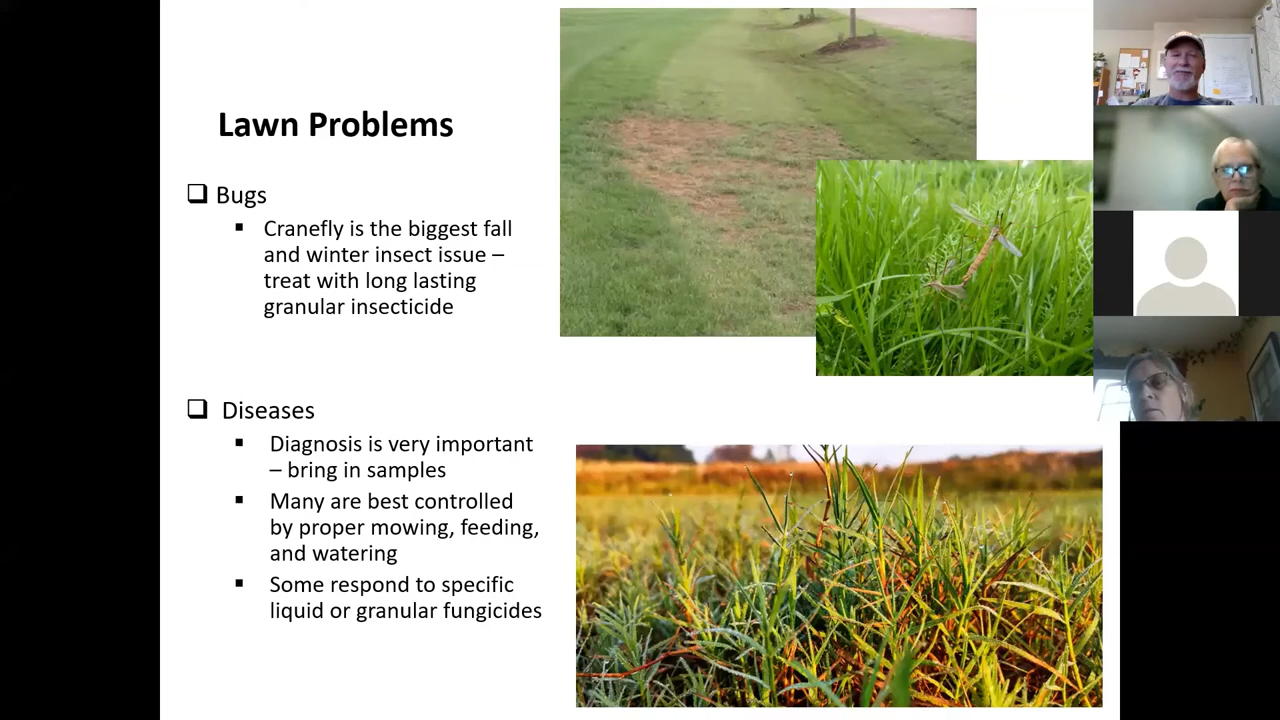 Lawn Problems
Bugs
Cranefly is the biggest fall
and winter insect issue –
treat with long lasting
granular insecticide
Diseases
Diagnosis is very important
– bring in samples
Many are best controlled
by proper mowing, feeding,
and watering
Some respond to specific
liquid or granular fungicides